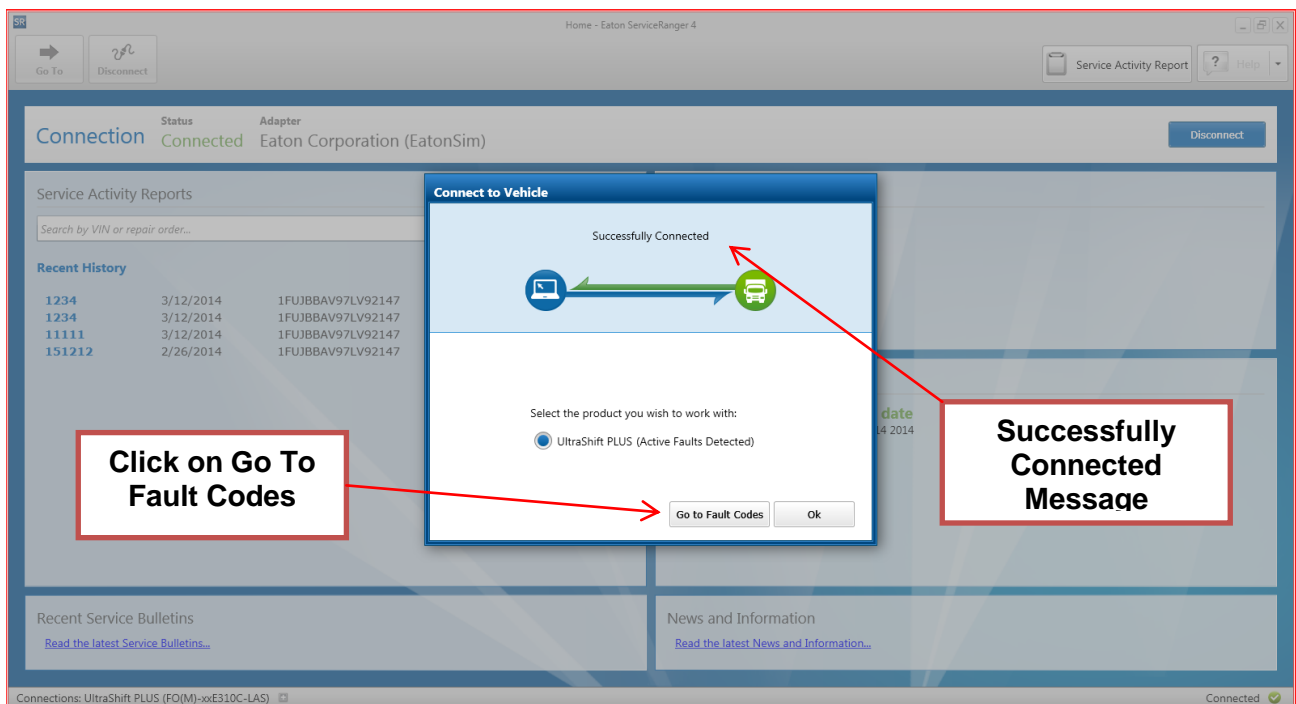 SR
Home - Eaton ServiceRanger 4
Go To
Disconnect
Service Activity Report
? Help
Connection
Status
Connected
Adapter
Eaton Corporation (EatonSim)
Disconnect
Service Activity Reports
Search by VIN or repair order...
Recent History
1234 3/12/2014 1FUJBBAV97LV92147
1234 3/12/2014 1FUJBBAV97LV92147
11111 3/12/2014 1FUJBBAV97LV92147
151212 2/26/2014 1FUJBBAV97LV92147
Connect to Vehicle
Successfully Connected
Select the product you wish to work with:
UltraShift PLUS (Active Faults Detected)
Go to Fault Codes
Ok
date
14 2014
Click on Go To
Fault Codes
Successfully
Connected
Message
Recent Service Bulletins
Read the latest Service Bulletins...
News and Information
Read the latest News and Information...
Connections: UltraShift PLUS (FO(M)-xxE310C-LAS)
Connected